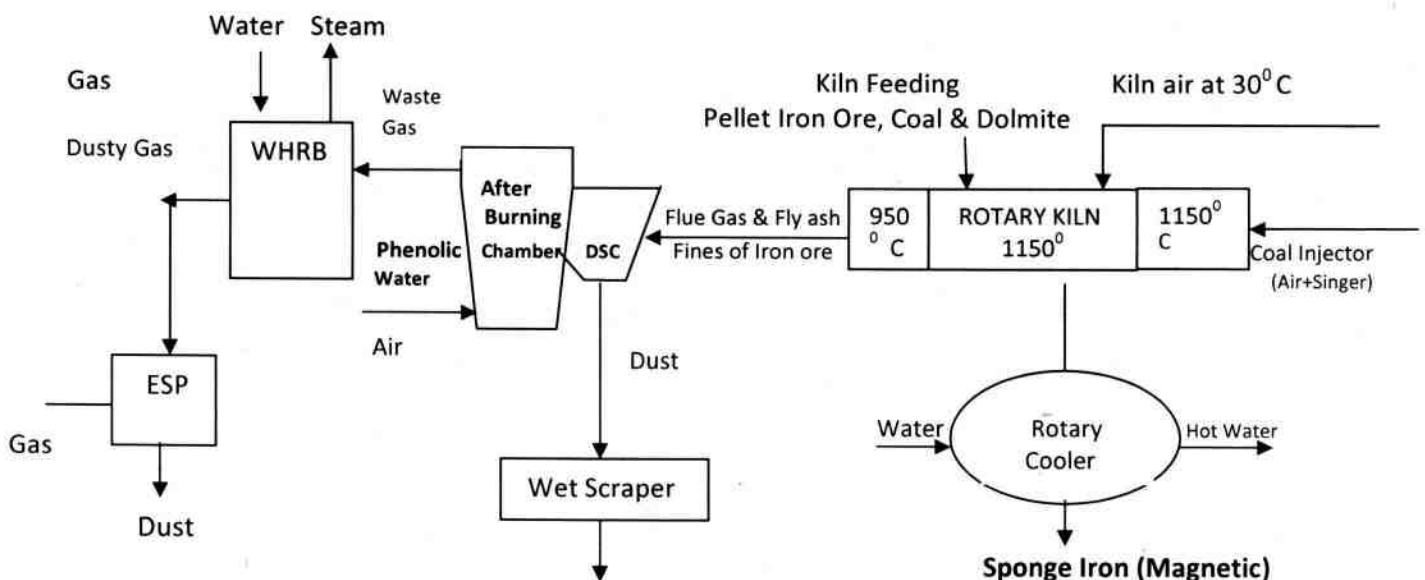 Water Steam
Gas
Waste
Gas
Dusty Gas
WHRB
Kiln Feeding
Pellet Iron Ore, Coal & Dolmite
Kiln air at 30⁰ C
After
Burning
Chamber
DSC
Phenolic
Water
Air
Flue Gas & Fly ash
Fines of Iron ore
950
⁰ C
ROTARY KILN
1150⁰
1150⁰
C
Coal Injector
(Air+Singer)
ESP
Gas
Dust
Dust
Wet Scraper
Water
Rotary
Cooler
Hot Water
Sponge Iron (Magnetic)